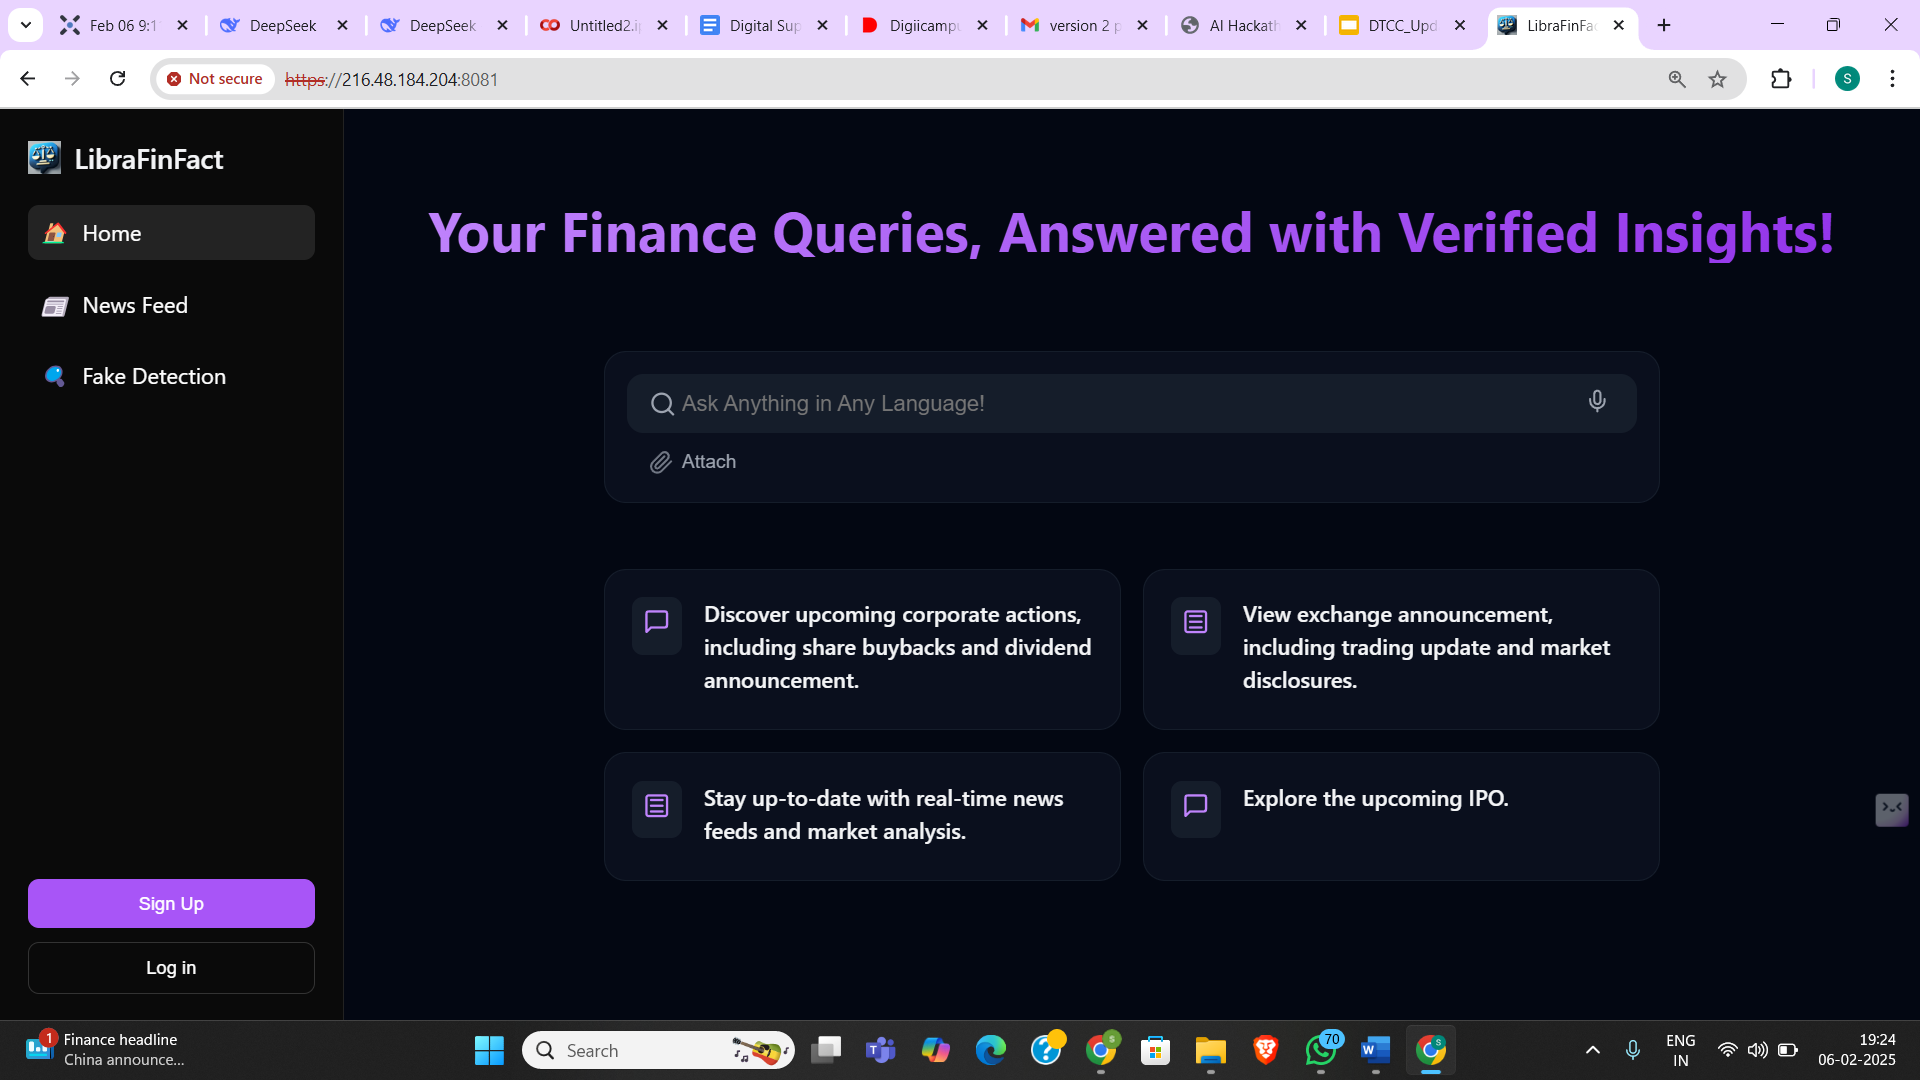 Feb 06 9:1
DeepSeek
DeepSeek
Untitled2.i
Digital Sup
Digiicampu
version 2 p
AI Hackath
DTCC_Upd
LibraFinFac
Not secure
https://216.48.184.204:8081
S
LibraFinFact
Home
News Feed
Fake Detection
Your Finance Queries, Answered with Verified Insights!
Ask Anything in Any Language!
Attach
Discover upcoming corporate actions,
including share buybacks and dividend
announcement.
View exchange announcement,
including trading update and market
disclosures.
Stay up-to-date with real-time news
feeds and market analysis.
Explore the upcoming IPO.
Sign Up
Log in
1
Finance headline
China announce...
Search
70
ENG
IN
19:24
06-02-2025